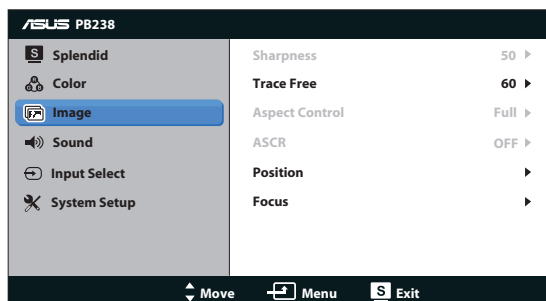 ASUS PB238
S Splendid
Color
Image
Sound
Input Select
System Setup
Sharpness 50
Trace Free 60
Aspect Control Full
ASCR OFF
Position
Focus
Move Menu S Exit